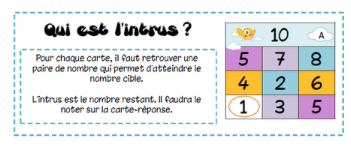 Qui est l'intrus ?
Pour chaque carte, il faut retrouver une
paire de nombre qui permet d'atteindre le
nombre cible.
L'intrus est le nombre restant. Il faudra le
noter sur la carte-réponse.
10 A
5 7 8
4 2 6
1 3 5